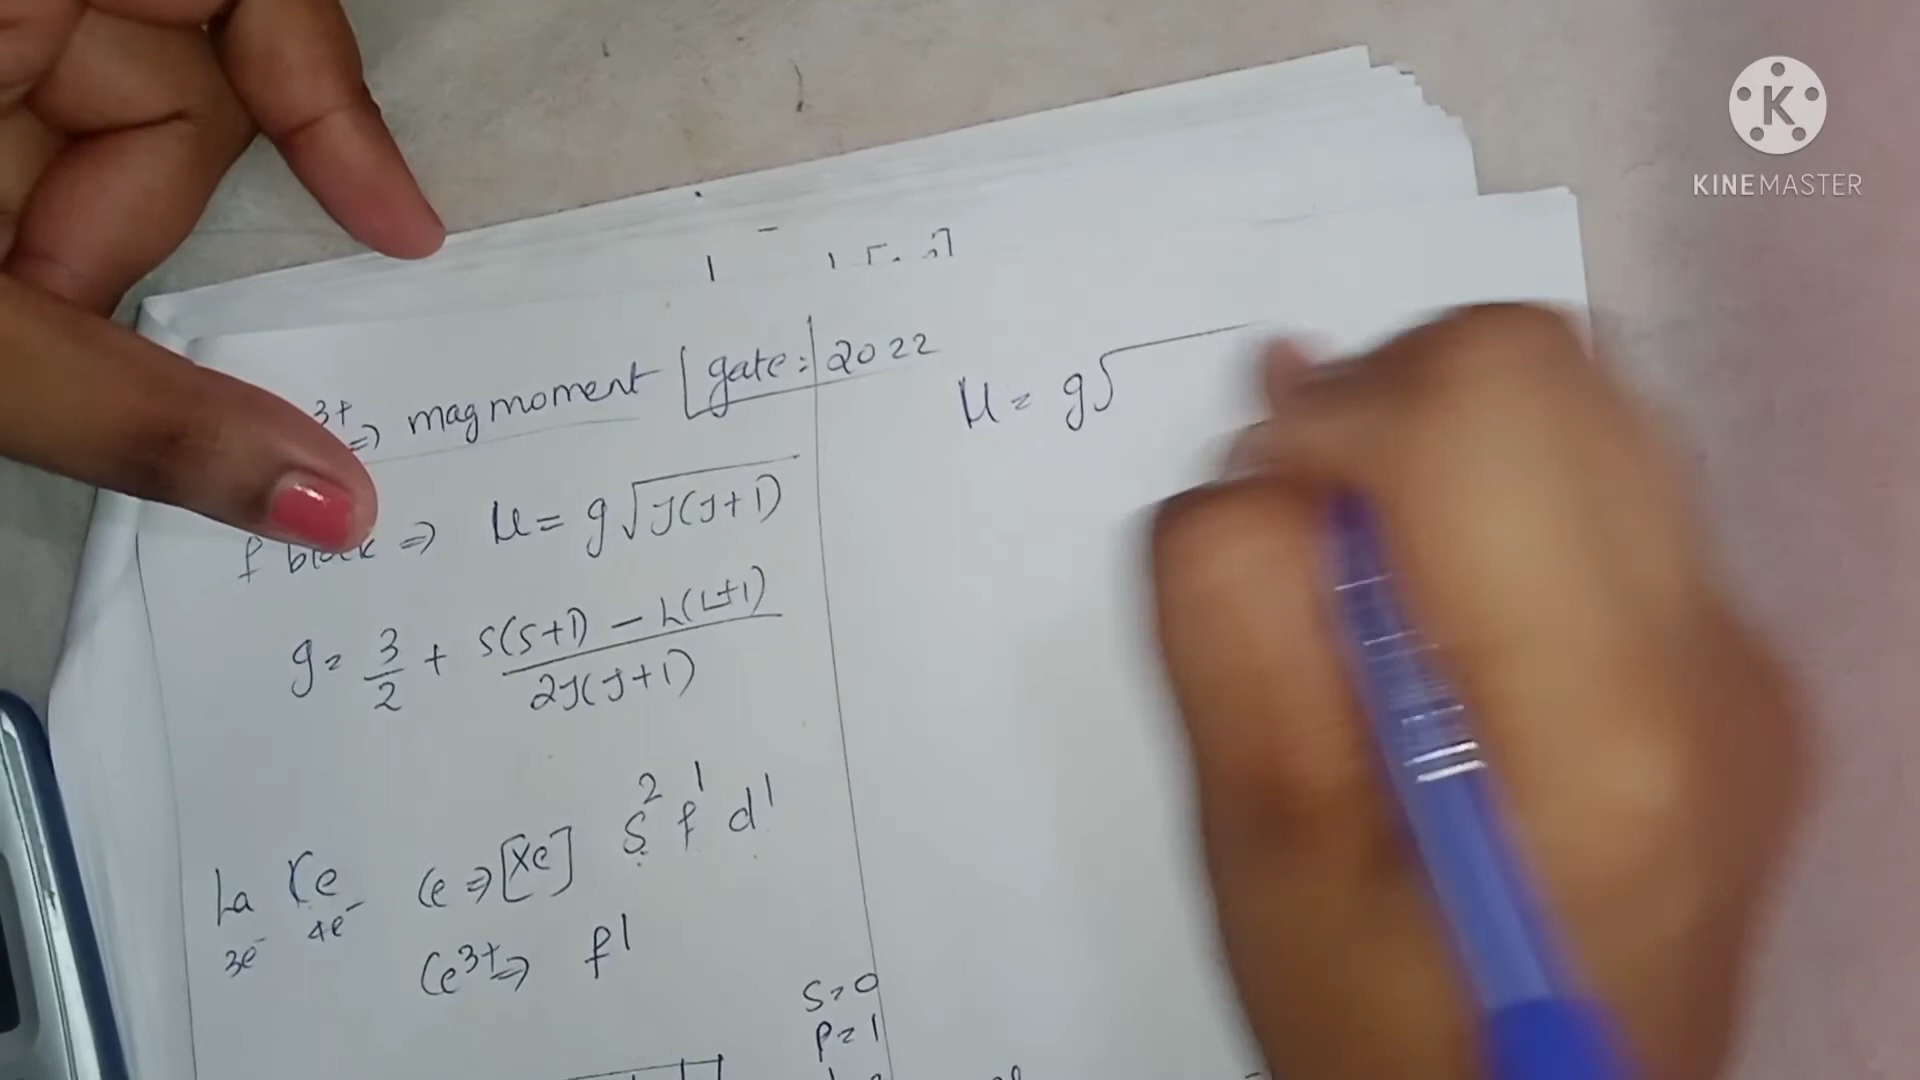 KINEMASTER
3+ => mag moment [gate: 2022
f block => μ = g√J(J+1)
g = 3/2 + S(S+1) - L(L+1) / 2J(J+1)
La Ce Ce => [Xe] s² f¹ d¹
3e⁻ 4e⁻
Ce³⁺ => f¹
S = 0
P = 1
μ = g√